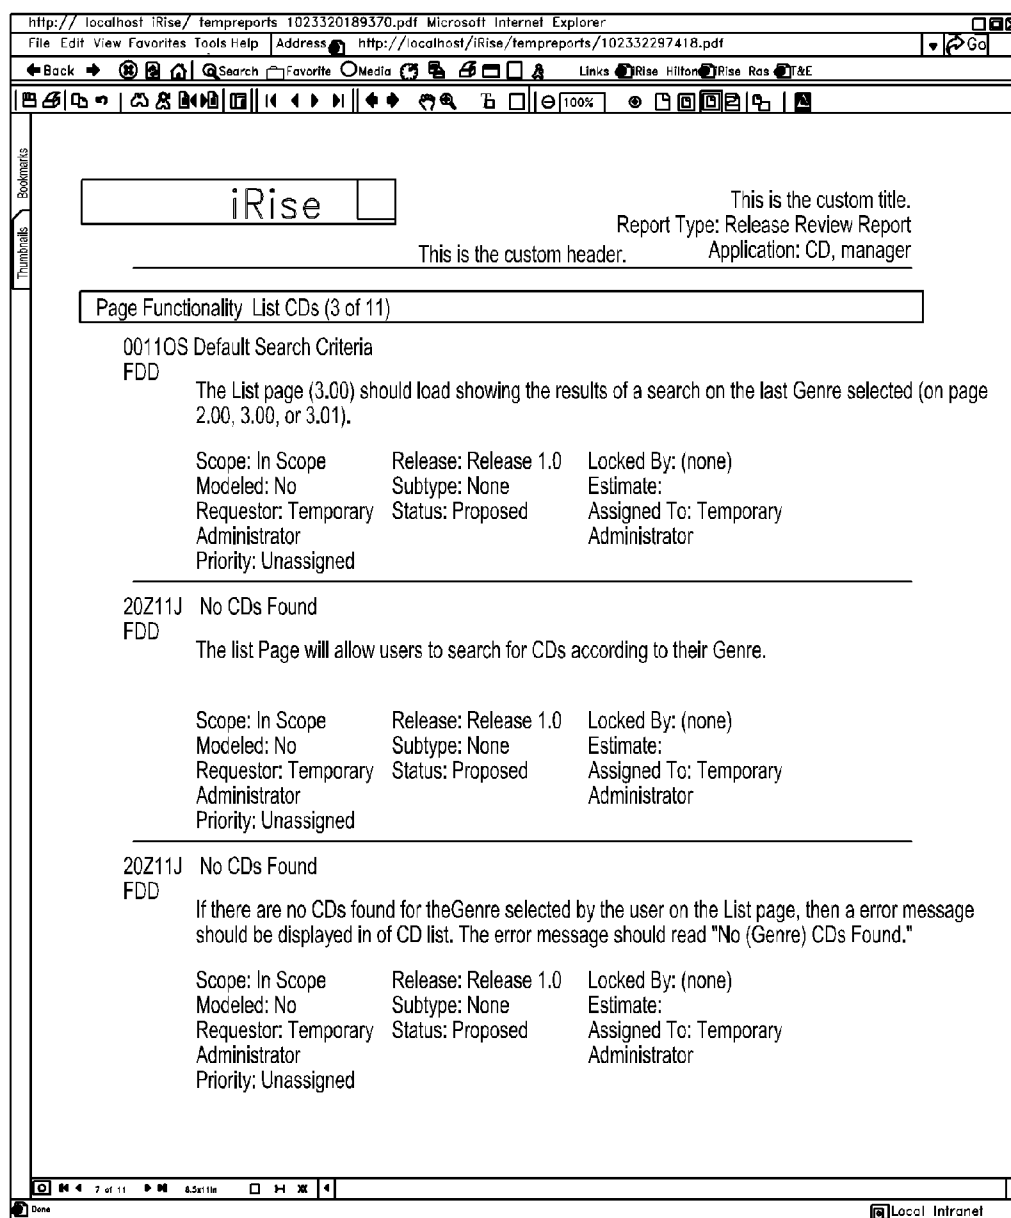 http:// localhost iRise/ tempreports 1023320189370.pdf Microsoft Internet Explorer
File Edit View Favorites Tools Help Address http://localhost/iRise/tempreports/102332297418.pdf Go
Back Search Favorite Media Links iRise Hilton iRise Ras T&E
100%
Bookmarks
Thumbnails
iRise
This is the custom title.
Report Type: Release Review Report
This is the custom header. Application: CD, manager
Page Functionality List CDs (3 of 11)
0011OS Default Search Criteria
FDD
The List page (3.00) should load showing the results of a search on the last Genre selected (on page
2.00, 3.00, or 3.01).
Scope: In Scope Release: Release 1.0 Locked By: (none)
Modeled: No Subtype: None Estimate:
Requestor: Temporary Status: Proposed Assigned To: Temporary
Administrator Administrator
Priority: Unassigned
20Z11J No CDs Found
FDD
The list Page will allow users to search for CDs according to their Genre.
Scope: In Scope Release: Release 1.0 Locked By: (none)
Modeled: No Subtype: None Estimate:
Requestor: Temporary Status: Proposed Assigned To: Temporary
Administrator Administrator
Priority: Unassigned
20Z11J No CDs Found
FDD
If there are no CDs found for theGenre selected by the user on the List page, then a error message
should be displayed in of CD list. The error message should read "No (Genre) CDs Found."
Scope: In Scope Release: Release 1.0 Locked By: (none)
Modeled: No Subtype: None Estimate:
Requestor: Temporary Status: Proposed Assigned To: Temporary
Administrator Administrator
Priority: Unassigned
7 of 11 8.5x11in
Done Local Intranet